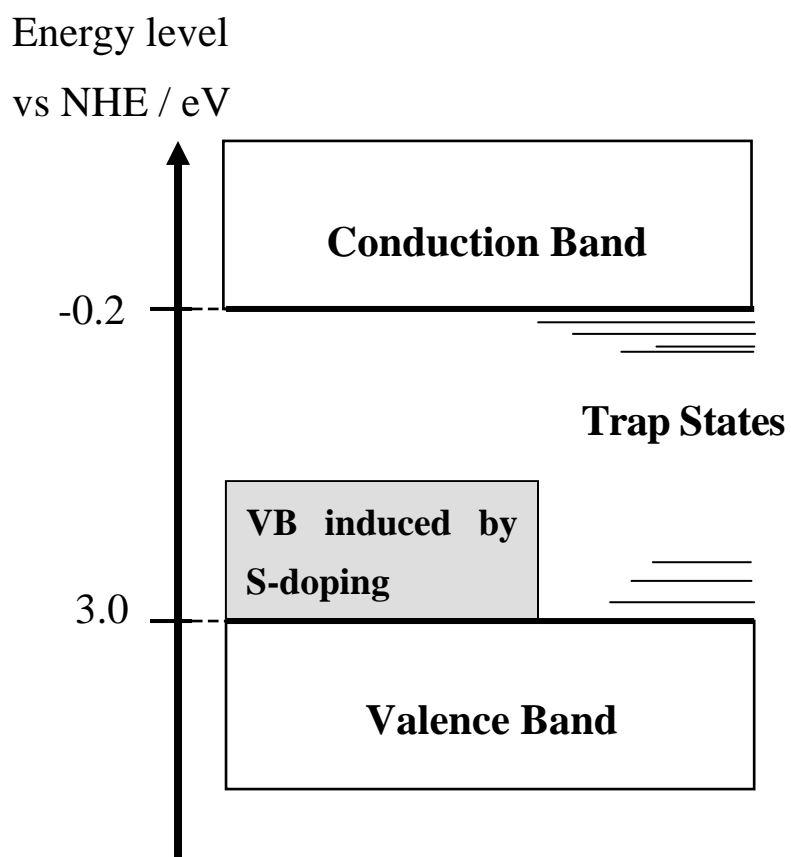 Energy level
vs NHE / eV
Conduction Band
-0.2
Trap States
VB induced by
S-doping
3.0
Valence Band